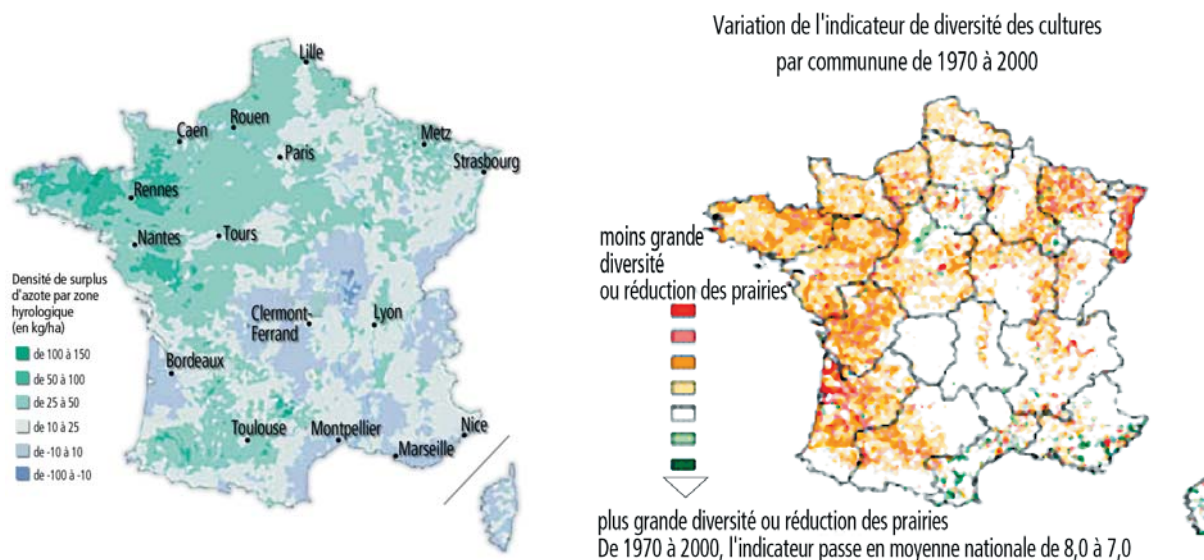 Lille
Rouen
Caen
Metz
Paris
Strasbourg
Rennes
Nantes
Tours
Densité de surplus
d'azote par zone
hyrologique
(en kg/ha)
de 100 à 150
de 50 à 100
de 25 à 50
de 10 à 25
de -10 à 10
de -100 à -10
Clermont-
Ferrand
Lyon
Bordeaux
Toulouse
Montpellier
Nice
Marseille
Variation de l'indicateur de diversité des cultures
par communune de 1970 à 2000
moins grande
diversité
ou réduction des prairies
plus grande diversité ou réduction des prairies
De 1970 à 2000, l'indicateur passe en moyenne nationale de 8,0 à 7,0